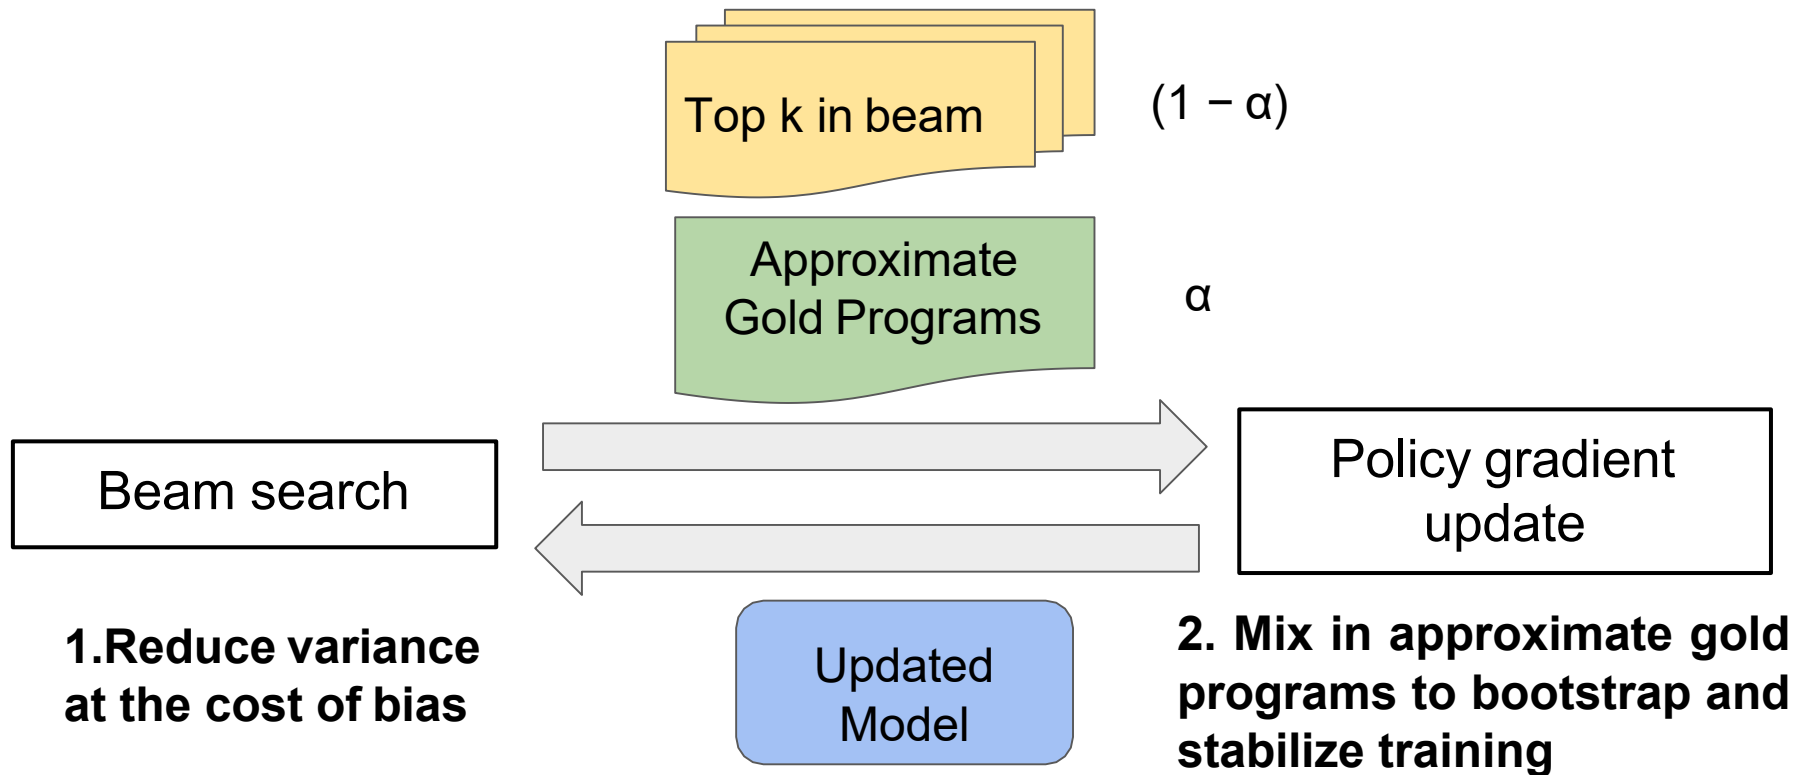 Top k in beam
(1 − α)
Approximate
Gold Programs
α
Beam search
Policy gradient
update
1.Reduce variance
at the cost of bias
Updated
Model
2. Mix in approximate gold
programs to bootstrap and
stabilize training